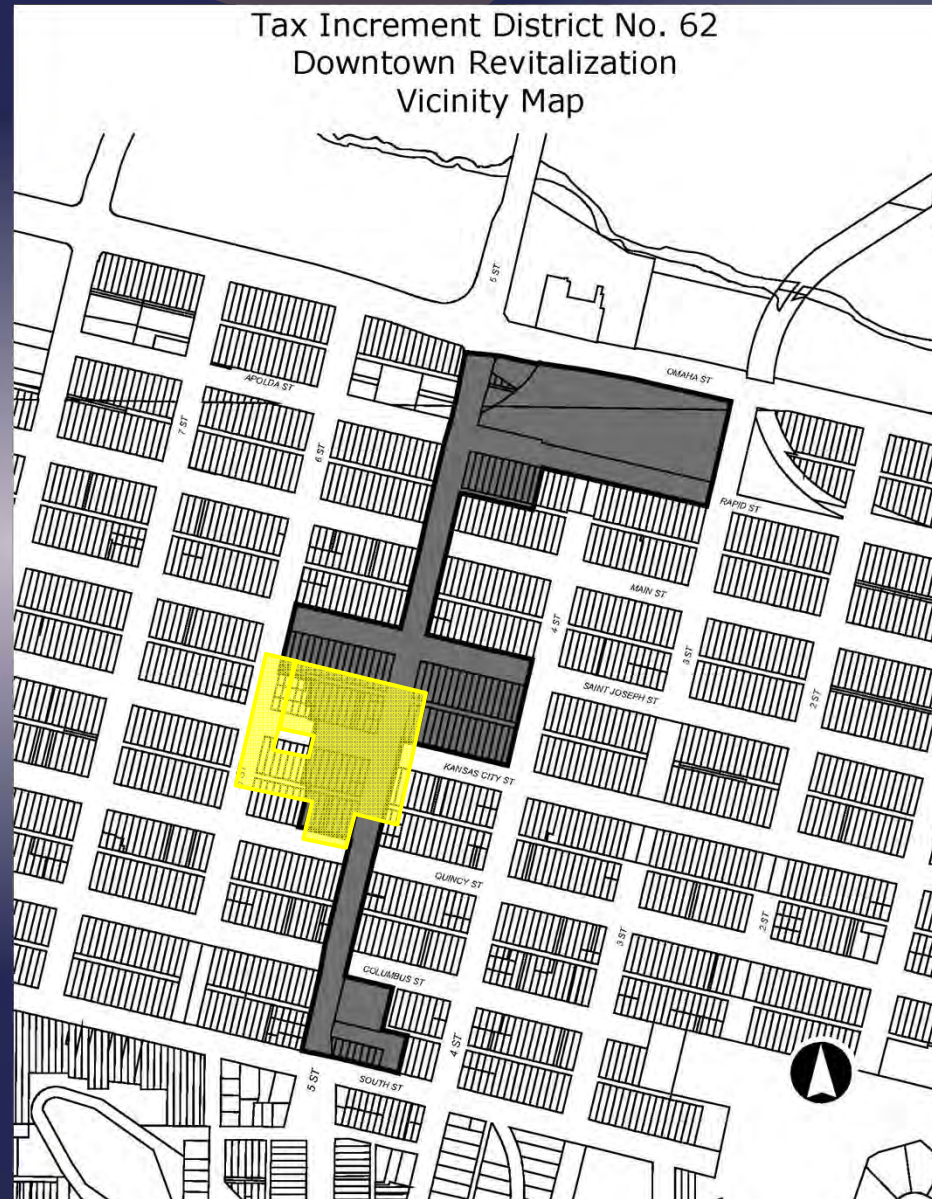 Tax Increment District No. 62
Downtown Revitalization
Vicinity Map
5 ST
OMAHA ST
APOLDA ST
7 ST
6 ST
RAPID ST
MAIN ST
4 ST
3 ST
SAINT JOSEPH ST
2 ST
KANSAS CITY ST
7 ST
QUINCY ST
2 ST
3 ST
COLUMBUS ST
4 ST
5 ST
SOUTH ST